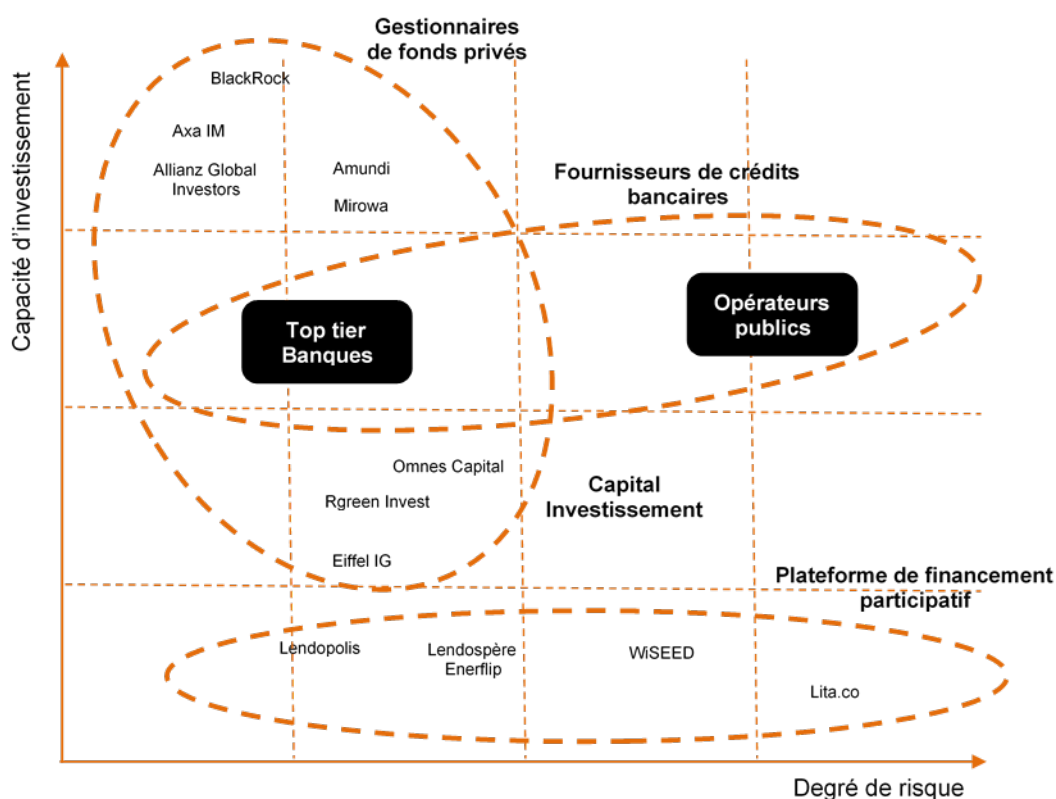 Gestionnaires
de fonds privés
BlackRock
Axa IM
Allianz Global
Investors
Amundi
Mirowa
Capacité d'investissement
Fournisseurs de crédits
bancaires
Top tier
Banques
Opérateurs
publics
Omnes Capital
Rgreen Invest
Eiffel IG
Capital
Investissement
Plateforme de financement
participatif
Lendopolis
Lendospère
Enerflip
WiSEED
Lita.co
Degré de risque